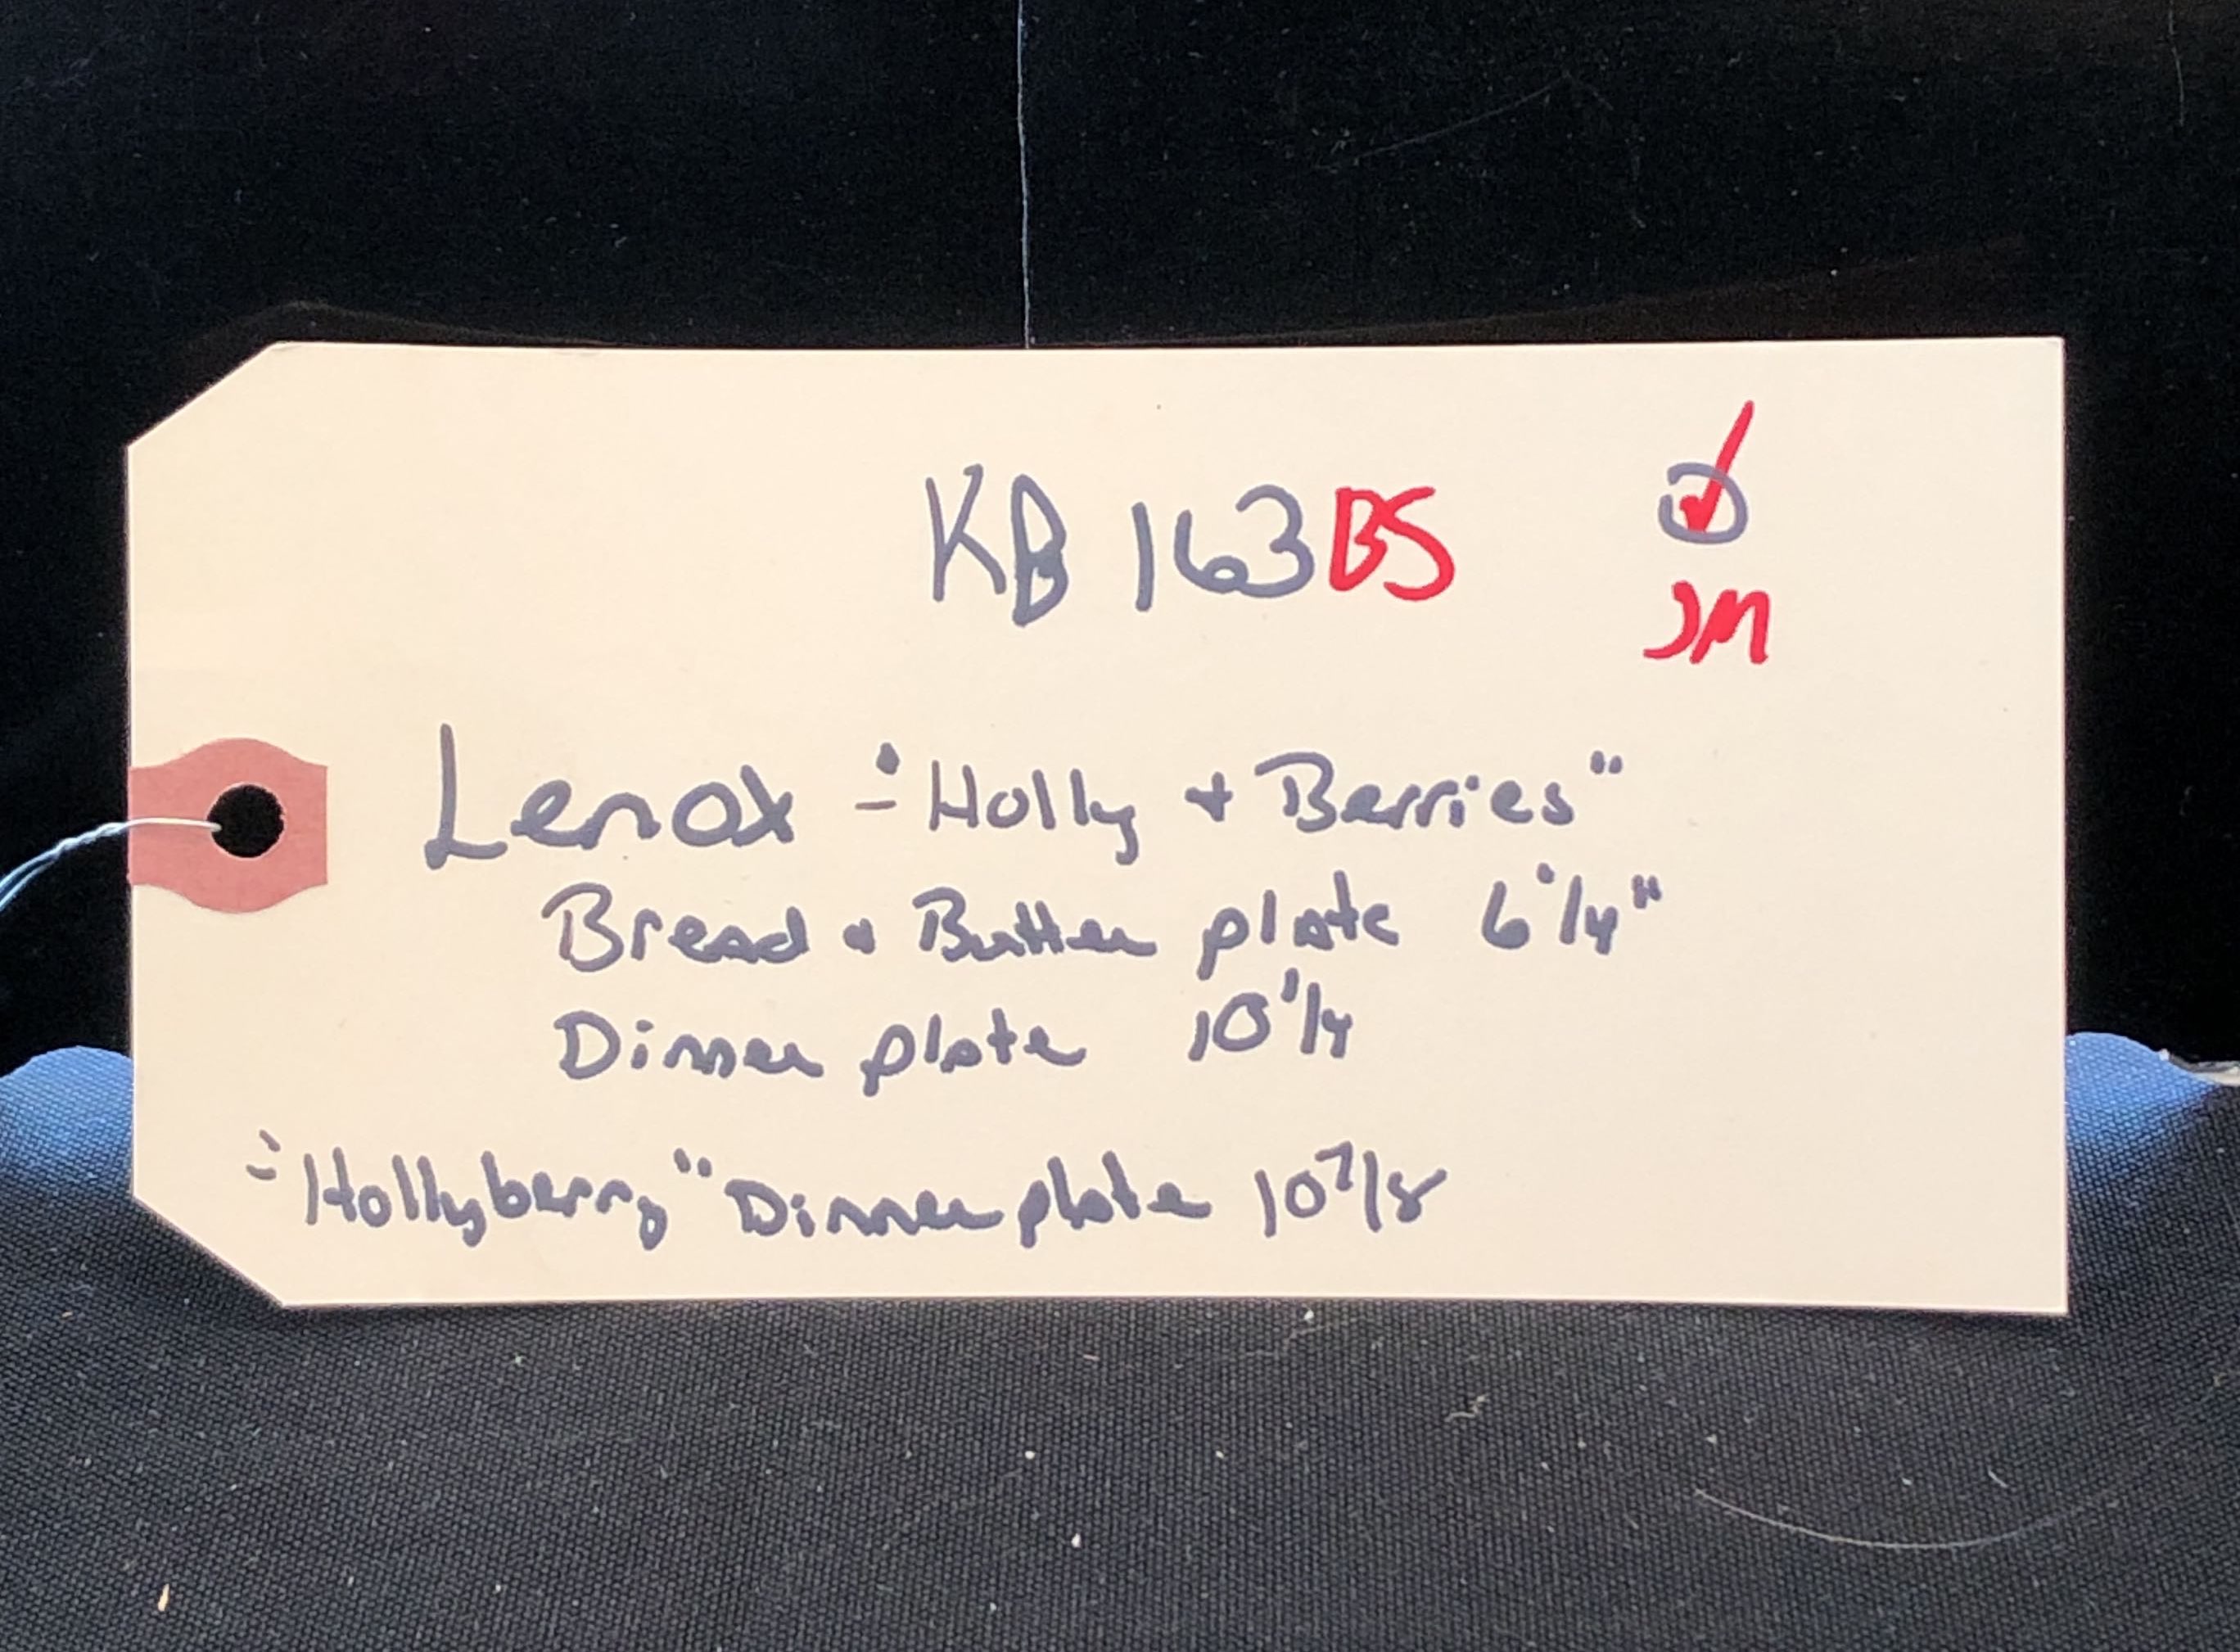 KB 163BS
JM
Lenox - "Holly + Berries"
Bread + Butter plate 6 1/4"
Dinner plate 10 1/4
- "Hollyberry" Dinner plate 10 7/8